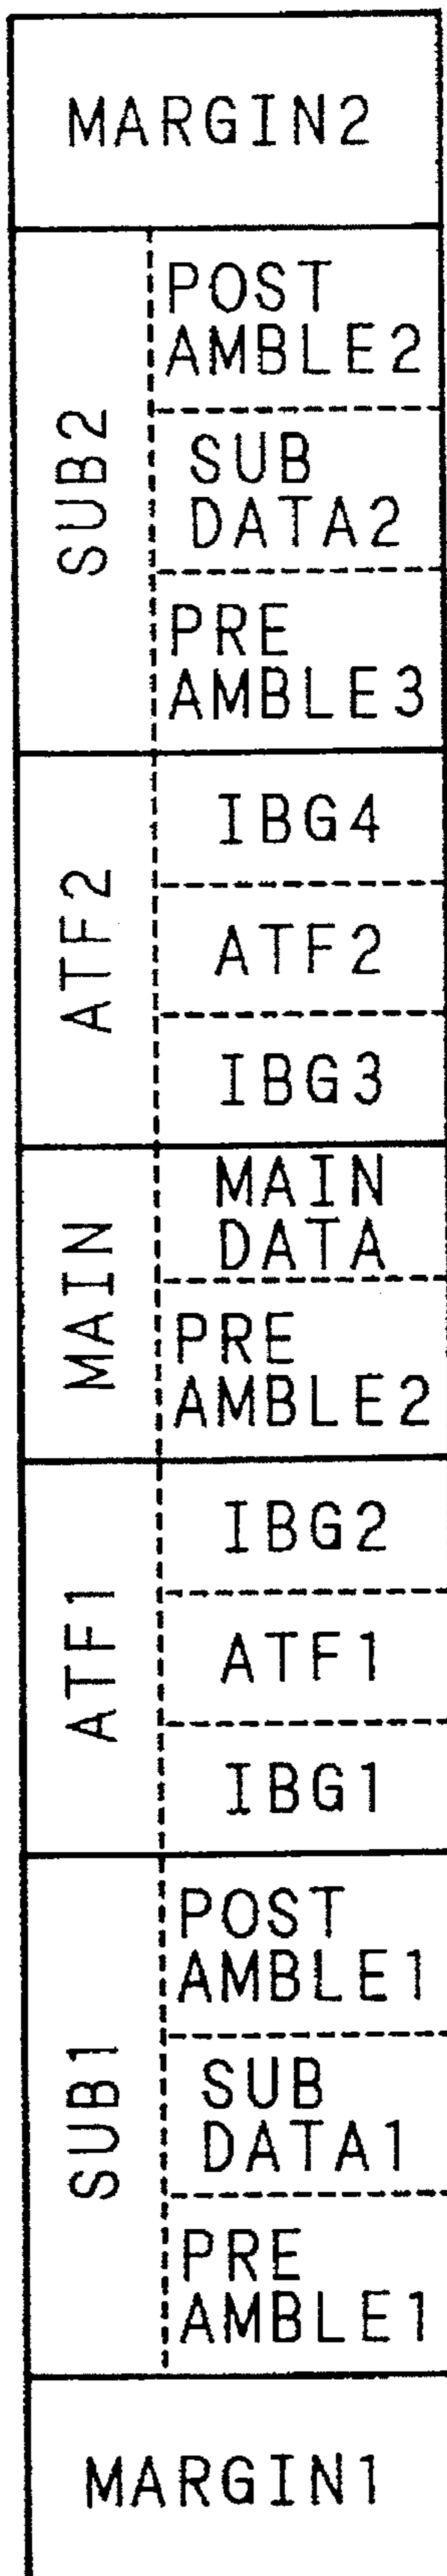 MARGIN2
SUB2
POST
AMBLE2
SUB
DATA2
PRE
AMBLE3
ATF2
IBG4
ATF2
IBG3
MAIN
MAIN
DATA
PRE
AMBLE2
ATF1
IBG2
ATF1
IBG1
SUB1
POST
AMBLE1
SUB
DATA1
PRE
AMBLE1
MARGIN1